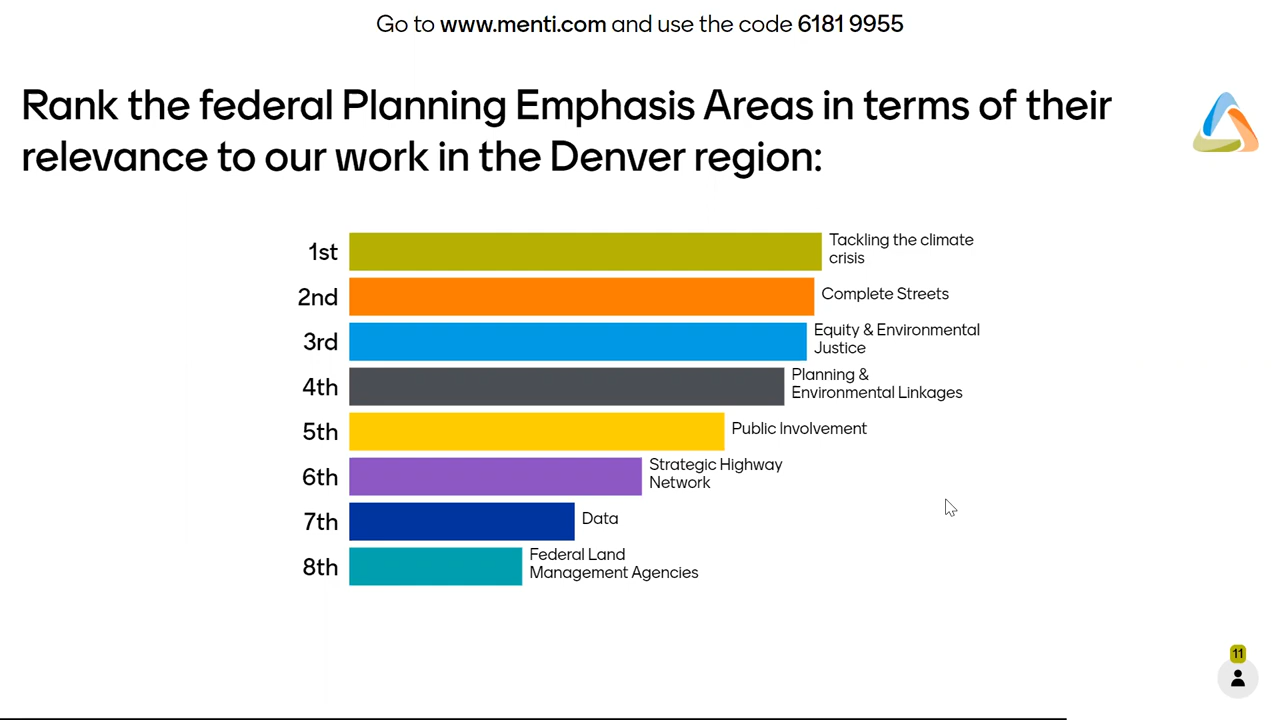 Go to www.menti.com and use the code 6181 9955
Rank the federal Planning Emphasis Areas in terms of their
relevance to our work in the Denver region:
1st
Tackling the climate
crisis
2nd
Complete Streets
3rd
Equity & Environmental
Justice
4th
Planning &
Environmental Linkages
5th
Public Involvement
6th
Strategic Highway
Network
7th
Data
8th
Federal Land
Management Agencies
11